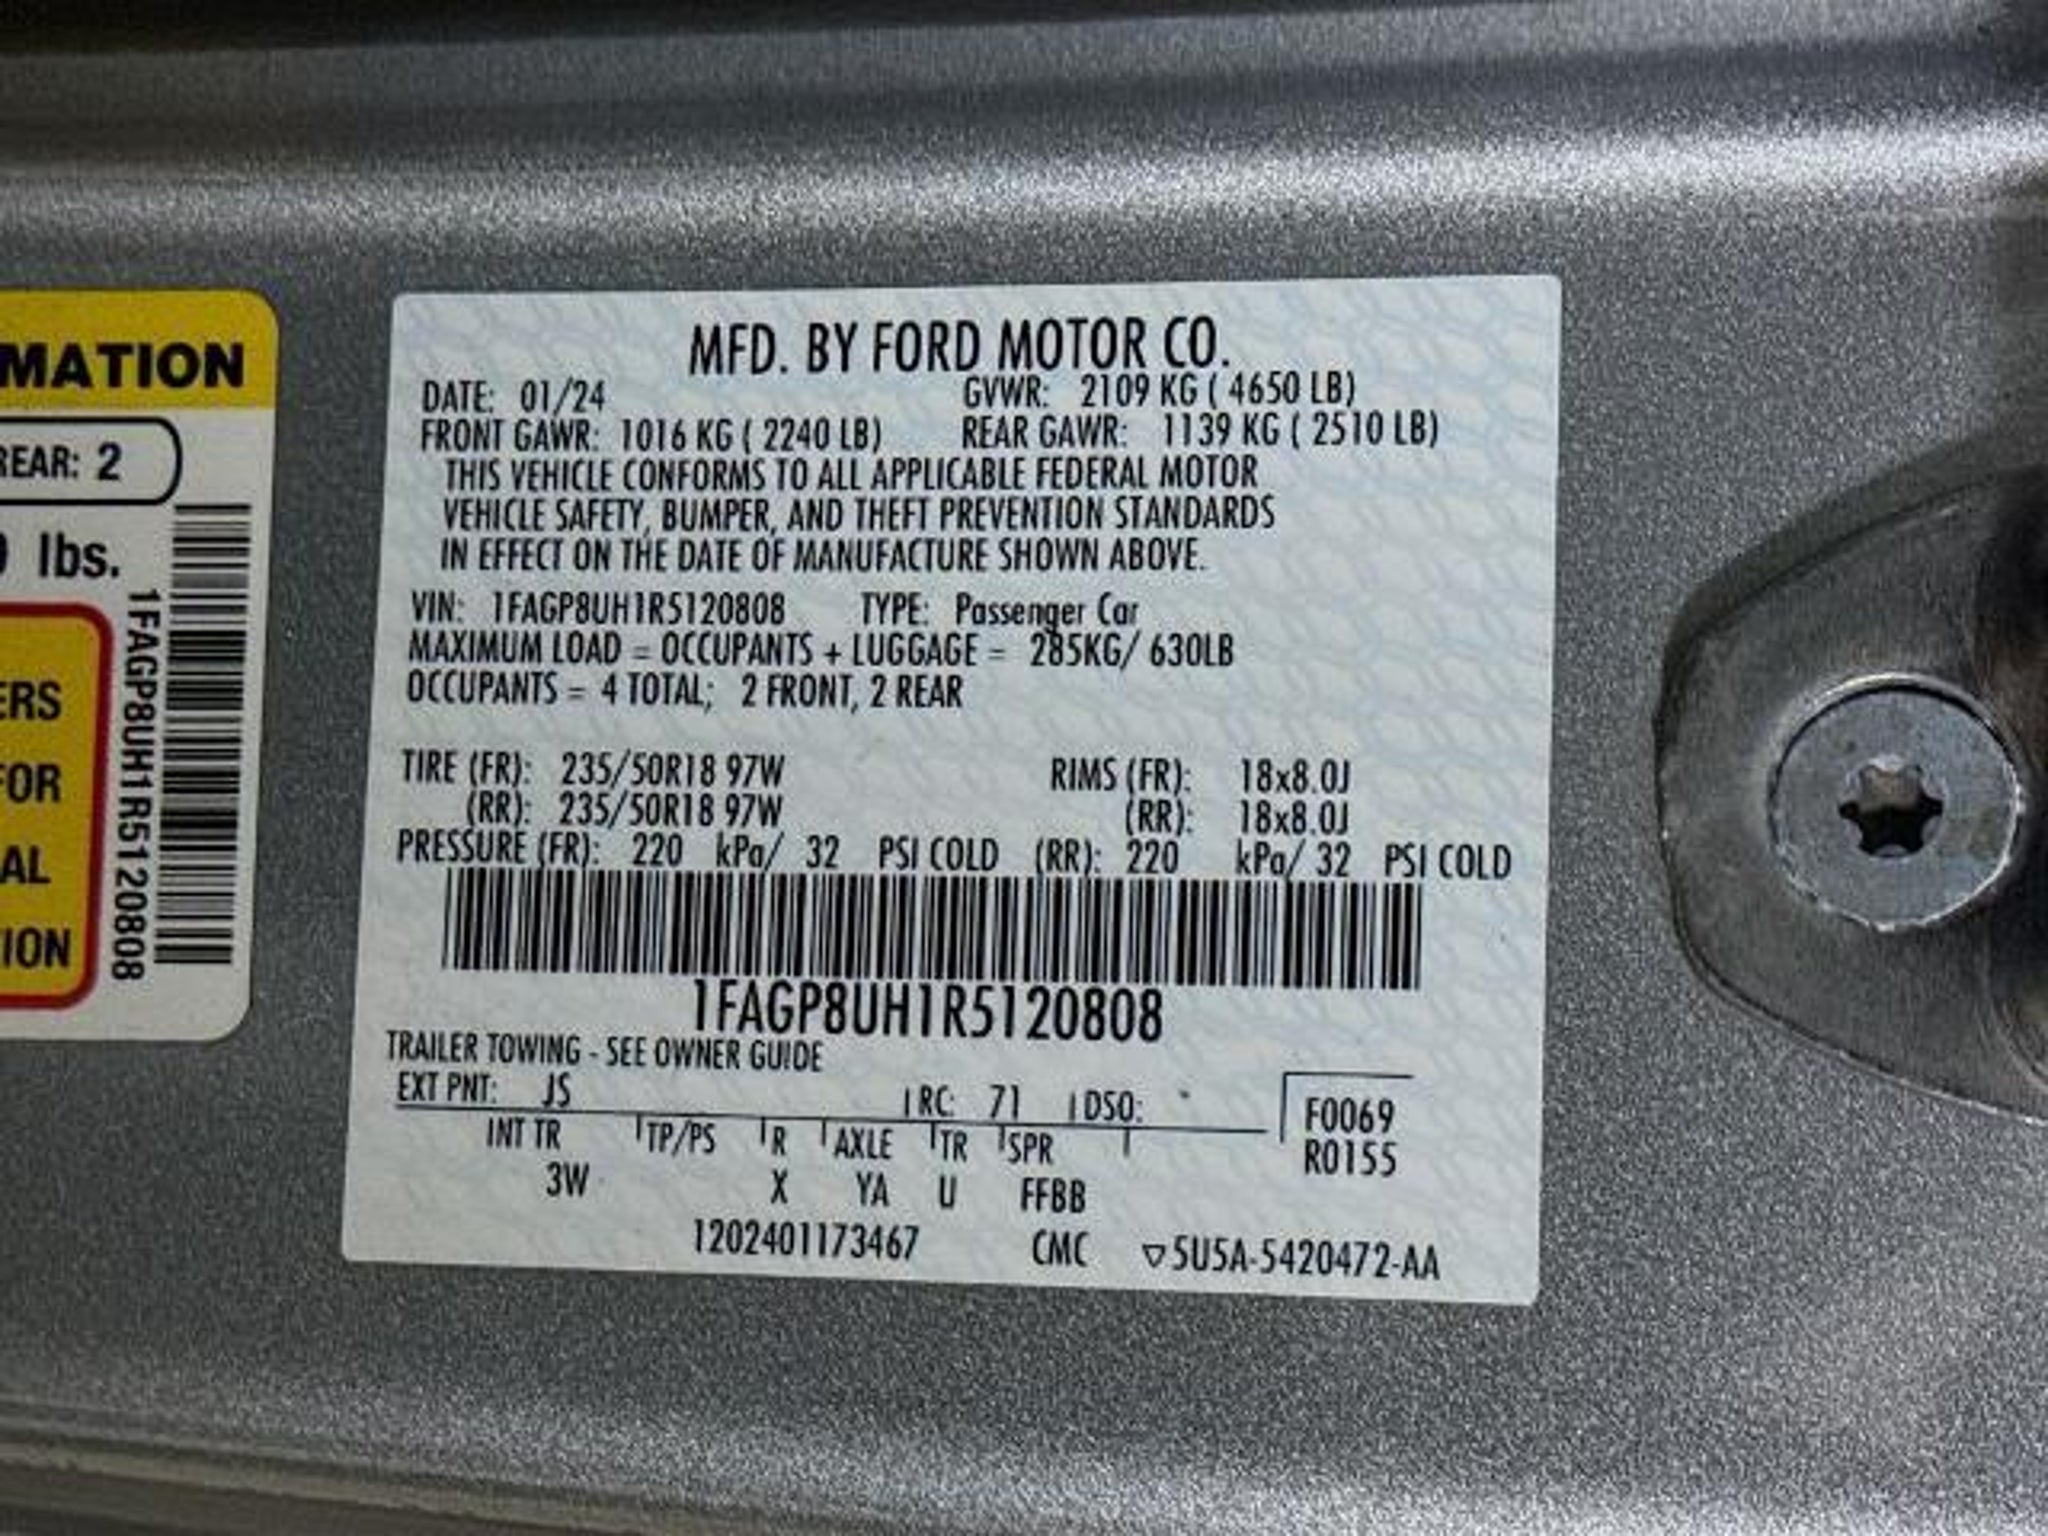 MATION
REAR: 2
lbs.
ERS
FOR
AL
ION
1FAGP8UH1R5120808
MFD. BY FORD MOTOR CO.
DATE: 01/24 GVWR: 2109 KG ( 4650 LB)
FRONT GAWR: 1016 KG ( 2240 LB) REAR GAWR: 1139 KG ( 2510 LB)
THIS VEHICLE CONFORMS TO ALL APPLICABLE FEDERAL MOTOR
VEHICLE SAFETY, BUMPER, AND THEFT PREVENTION STANDARDS
IN EFFECT ON THE DATE OF MANUFACTURE SHOWN ABOVE.
VIN: 1FAGP8UH1R5120808 TYPE: Passenger Car
MAXIMUM LOAD = OCCUPANTS + LUGGAGE = 285KG/ 630LB
OCCUPANTS = 4 TOTAL; 2 FRONT, 2 REAR
TIRE (FR): 235/50R18 97W RIMS (FR): 18x8.0J
(RR): 235/50R18 97W (RR): 18x8.0J
PRESSURE (FR): 220 kPa/ 32 PSI COLD (RR): 220 kPa/ 32 PSI COLD
1FAGP8UH1R5120808
TRAILER TOWING - SEE OWNER GUIDE
EXT PNT: JS RC: 71 DSO:
F0069
R0155
INT TR TP/PS R AXLE TR SPR
3W X YA U FFBB
1202401173467 CMC ▽5U5A-5420472-AA